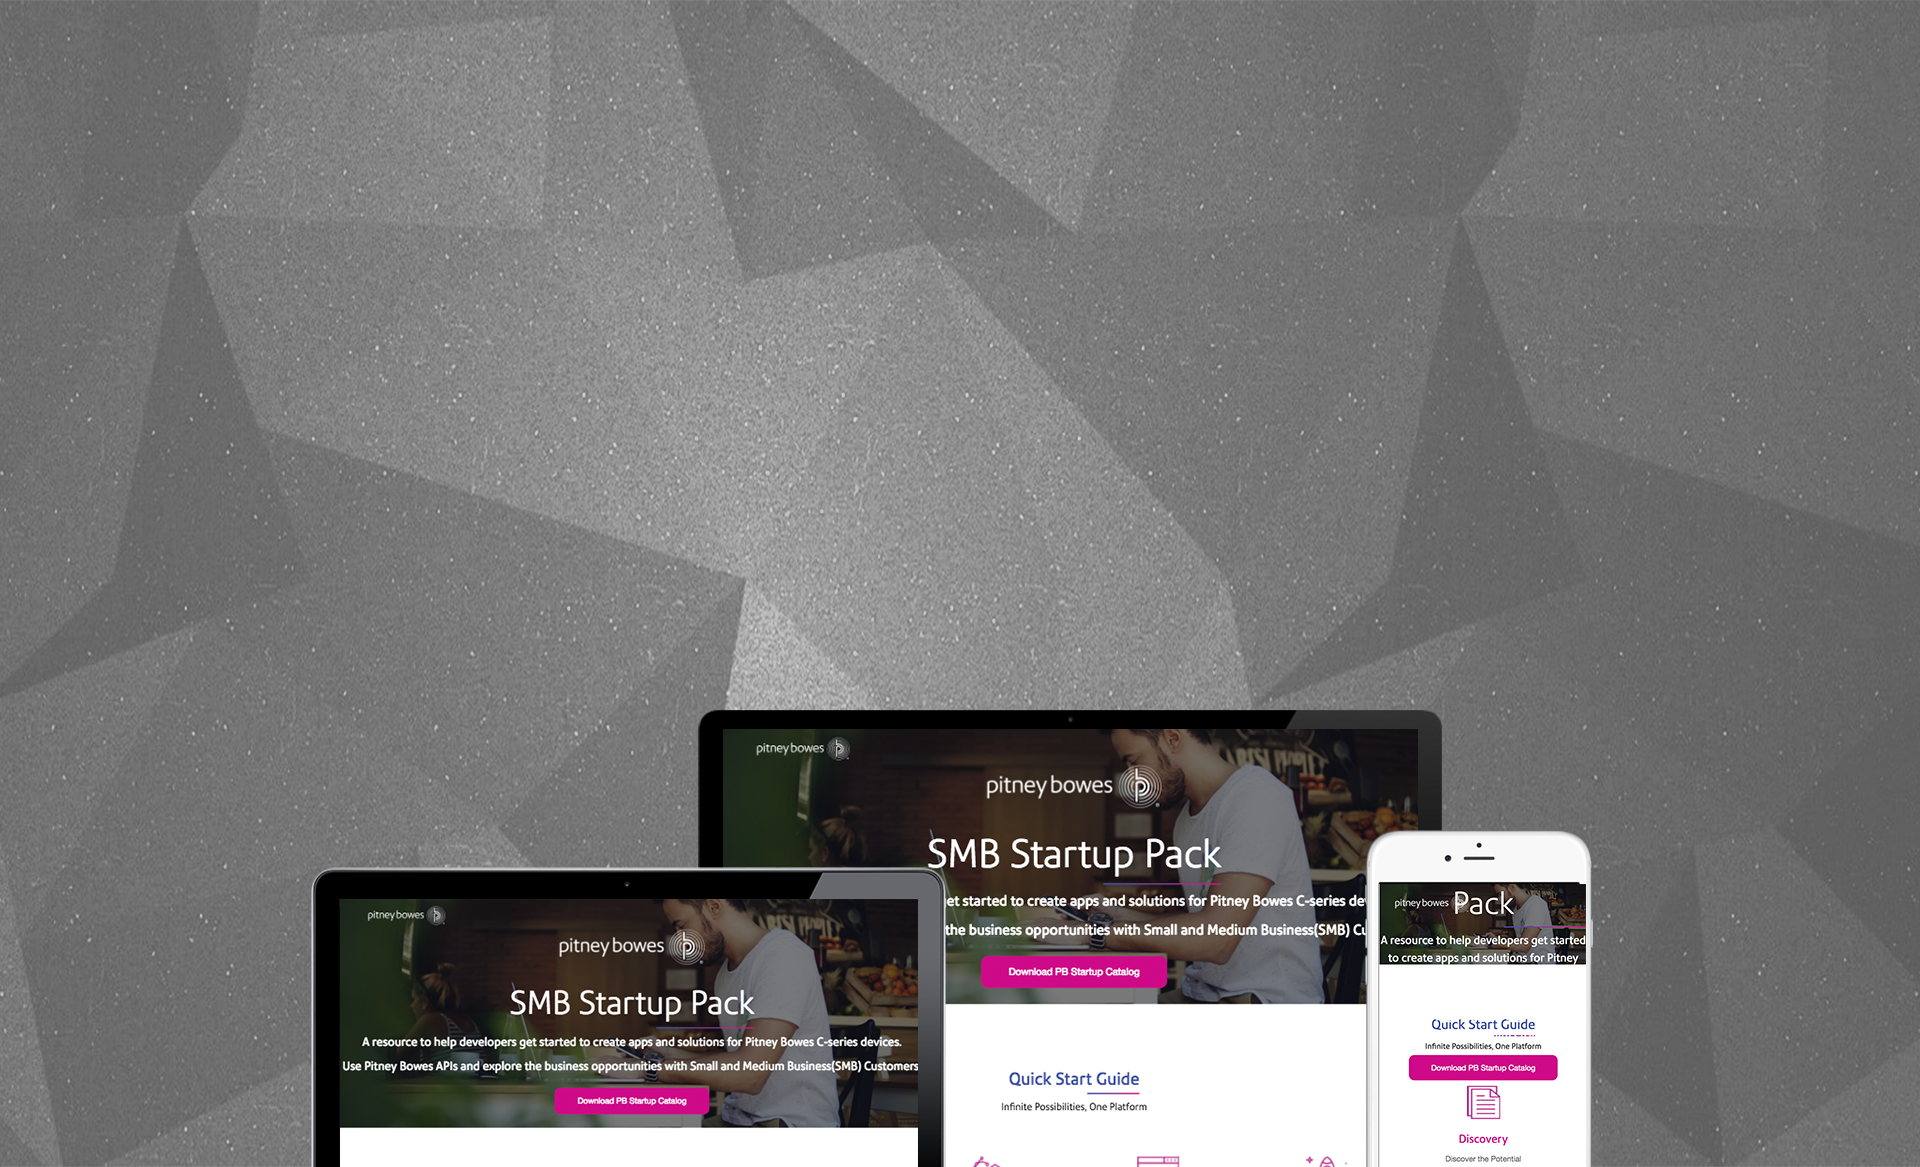 pitney bowes
pitney bowes
SMB Startup Pack
et started to create apps and solutions for Pitney Bowes C-series de
the business opportunities with Small and Medium Business(SMB) Cu
Download PB Startup Catalog
Quick Start Guide
Infinite Possibilities, One Platform
pitney bowes
pitney bowes
SMB Startup Pack
A resource to help developers get started to create apps and solutions for Pitney Bowes C-series devices.
Use Pitney Bowes APIs and explore the business opportunities with Small and Medium Business(SMB) Customers
Download PB Startup Catalog
pitney bowes
Pack
A resource to help developers get started
to create apps and solutions for Pitney
Quick Start Guide
Infinite Possibilities, One Platform
Download PB Startup Catalog
Discovery
Discover the Potential